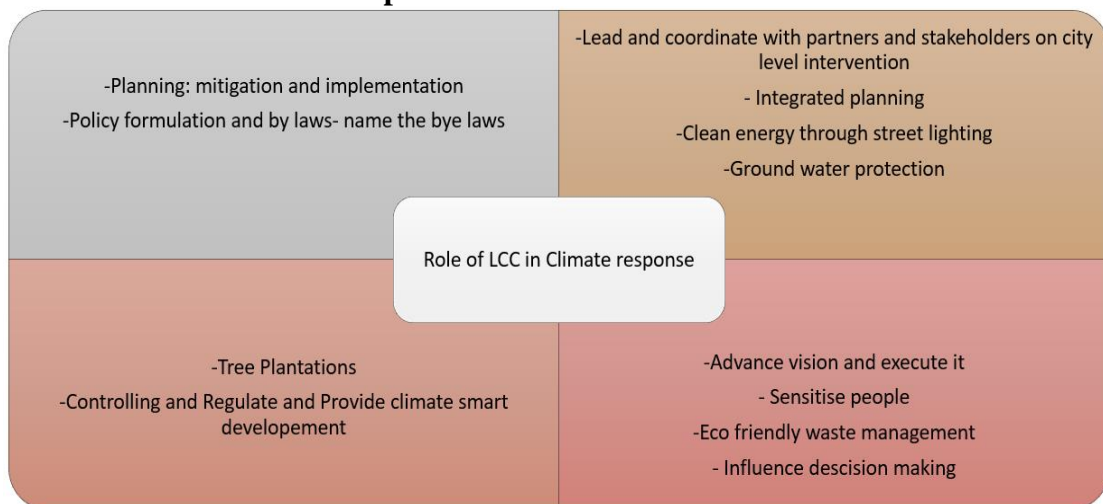 -Planning: mitigation and implementation
-Policy formulation and by laws- name the bye laws
-Lead and coordinate with partners and stakeholders on city
level intervention
- Integrated planning
-Clean energy through street lighting
-Ground water protection
Role of LCC in Climate response
-Tree Plantations
-Controlling and Regulate and Provide climate smart
developement
-Advance vision and execute it
- Sensitise people
-Eco friendly waste management
- Influence descision making